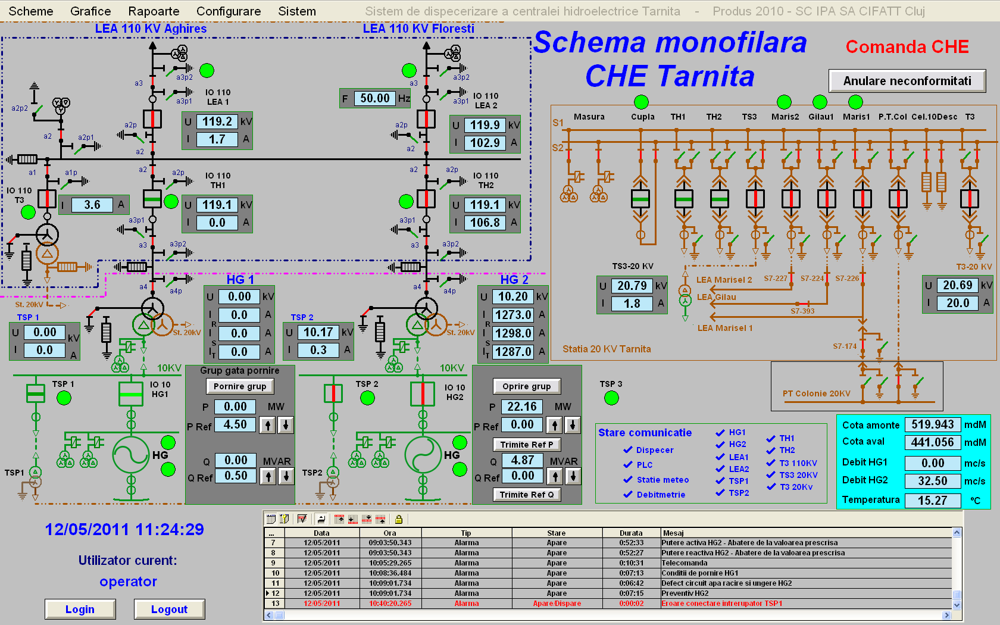 Scheme Grafice Rapoarte Configurare Sistem Sistem de dispecerizare a centralei hidroelectrice Tarnita - Produs 2010 - SC IPA SA CIFATT Cluj
LEA 110 KV Aghires
LEA 110 KV Floresti
Schema monofilara
CHE Tarnita
Comanda CHE
Anulare neconformitati
a3p2
a3
a3p1
IO 110
LEA 1
U 119.2 kV
I 1.7 A
a2p
a2
a2p2
a2
a2p1
a1
a1p
IO 110
T3
I 3.6 A
a2
a2p
IO 110
TH1
U 119.1 kV
I 0.0 A
a3p1
a3
a3p2
a4
a4p
F 50.00 Hz
a3p2
a3
a3p1
IO 110
LEA 2
U 119.9 kV
I 102.9 A
a2p
a2
a2
a2p
IO 110
TH2
U 119.1 kV
I 106.8 A
a3p1
a3
a3p2
a4
a4p
Masura Cupla TH1 TH2 TS3 Maris2 Gilau1 Maris1 P.T.Col Cel.10Desc T3
S1
S2
TS3-20 KV
U 20.79 kV
I 1.8 A
LEA Marisel 2
LEA Gilau
LEA Marisel 1
S7-227 S7-224 S7-226
S7-393
S7-174
T3-20 KV
U 20.69 kV
I 20.0 A
Statia 20 KV Tarnita
PT Colonie 20KV
St. 20kV
HG 1
U 0.00 kV
I R 0.0 A
I S 0.0 A
I T 0.0 A
TSP 1
U 0.00 kV
I 0.0 A
St. 20kV
10KV
HG 2
U 10.20 kV
I R 1273.0 A
I S 1298.0 A
I T 1287.0 A
TSP 2
U 10.17 kV
I 0.3 A
St. 20kV
10KV
TSP 1
IO 10
HG1
HG
TSP1
Grup gata pornire
Pornire grup
P 0.00 MW
P Ref 4.50
Q 0.00 MVAR
Q Ref 0.50
TSP 2
IO 10
HG2
HG
TSP2
Oprire grup
P 22.16 MW
P Ref 0.00
Trimite Ref P
Q 4.87 MVAR
Q Ref 0.00
Trimite Ref Q
TSP 3
Stare comunicatie
Dispecer
PLC
Statie meteo
Debitmetrie
HG1
HG2
LEA1
LEA2
TSP1
TSP2
TH1
TH2
T3 110KV
TS3 20KV
T3 20Kv
Cota amonte 519.943 mdM
Cota aval 441.056 mdM
Debit HG1 0.00 mc/s
Debit HG2 32.50 mc/s
Temperatura 15.27 ºC
12/05/2011 11:24:29
Utilizator curent:
operator
Login Logout
... Data Ora Tip Stare Durata Mesaj
7 12/05/2011 09:03:50.343 Alarma Apare 0:52:33 Putere activa HG2 - Abatere de la valoarea prescrisa
8 12/05/2011 09:03:50.343 Alarma Apare 0:52:27 Putere reactiva HG2 - Abatere de la valoarea prescrisa
9 12/05/2011 10:05:29.265 Alarma Apare 0:10:31 Telecomanda
10 12/05/2011 10:08:36.484 Alarma Apare 0:07:13 Conditii de pornire HG1
11 12/05/2011 10:09:01.734 Alarma Apare 0:06:42 Defect circuit apa racire si ungere HG2
12 12/05/2011 10:09:01.734 Alarma Apare 0:07:15 Preventiv HG2
13 12/05/2011 10:40:20.265 Alarma Apare/Dispare 0:00:02 Eroare conectare intrerupator TSP1